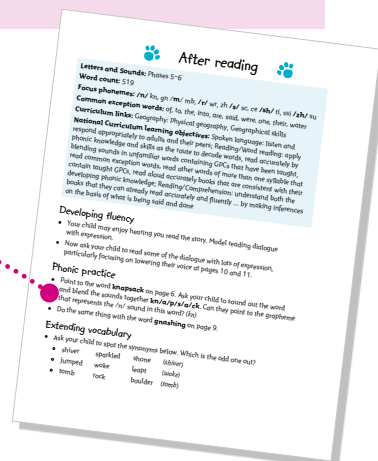 After reading
Letters and Sounds: Phases 5-6
Word count: 519
Focus phonemes: /n/ kn, gn /m/ mb, /r/ wr, zh /s/ sc, ce /sh/ ti, ssi /zh/ su
Common exception words: of, to, the, into, are, said, were, one, their, water
Curriculum links: Geography: Physical geography, Geographical skills
National Curriculum learning objectives: Spoken language: listen and
respond appropriately to adults and their peers; Reading/Word reading: apply
phonic knowledge and skills as the route to decode words, read accurately by
blending sounds in unfamiliar words containing GPCs that have been taught,
read common exception words, read other words of more than one syllable that
contain taught GPCs, read aloud accurately books that are consistent with their
developing phonic knowledge; Reading/Comprehension: understand both the
books that they can already read accurately and fluently ... by making inferences
on the basis of what is being said and done
Developing fluency
• Your child may enjoy hearing you read the story. Model reading dialogue
with expression.
• Now ask your child to read some of the dialogue with lots of expression,
particularly focusing on lowering their voice at pages 10 and 11.
Phonic practice
• Point to the word knapsack on page 6. Ask your child to sound out the word
and blend the sounds together kn/a/p/s/a/ck. Can they point to the grapheme
that represents the /n/ sound in this word? (kn)
• Do the same thing with the word gnashing on page 9.
Extending vocabulary
• Ask your child to spot the synonyms below. Which is the odd one out?
• shiver sparkled shone (shiver)
• jumped woke leapt (woke)
• tomb rock boulder (tomb)